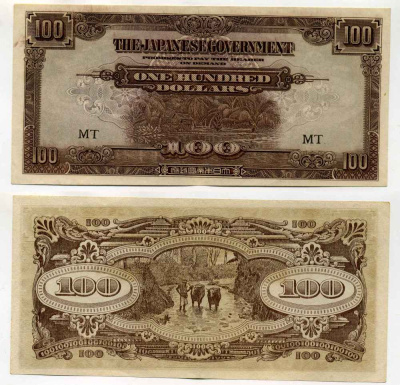 100 100
THE JAPANESE GOVERNMENT
PROMISES TO PAY THE BEARER
ON DEMAND
ONE HUNDRED
DOLLARS
MT MT
100 100 100
100 100
100 100
100 100